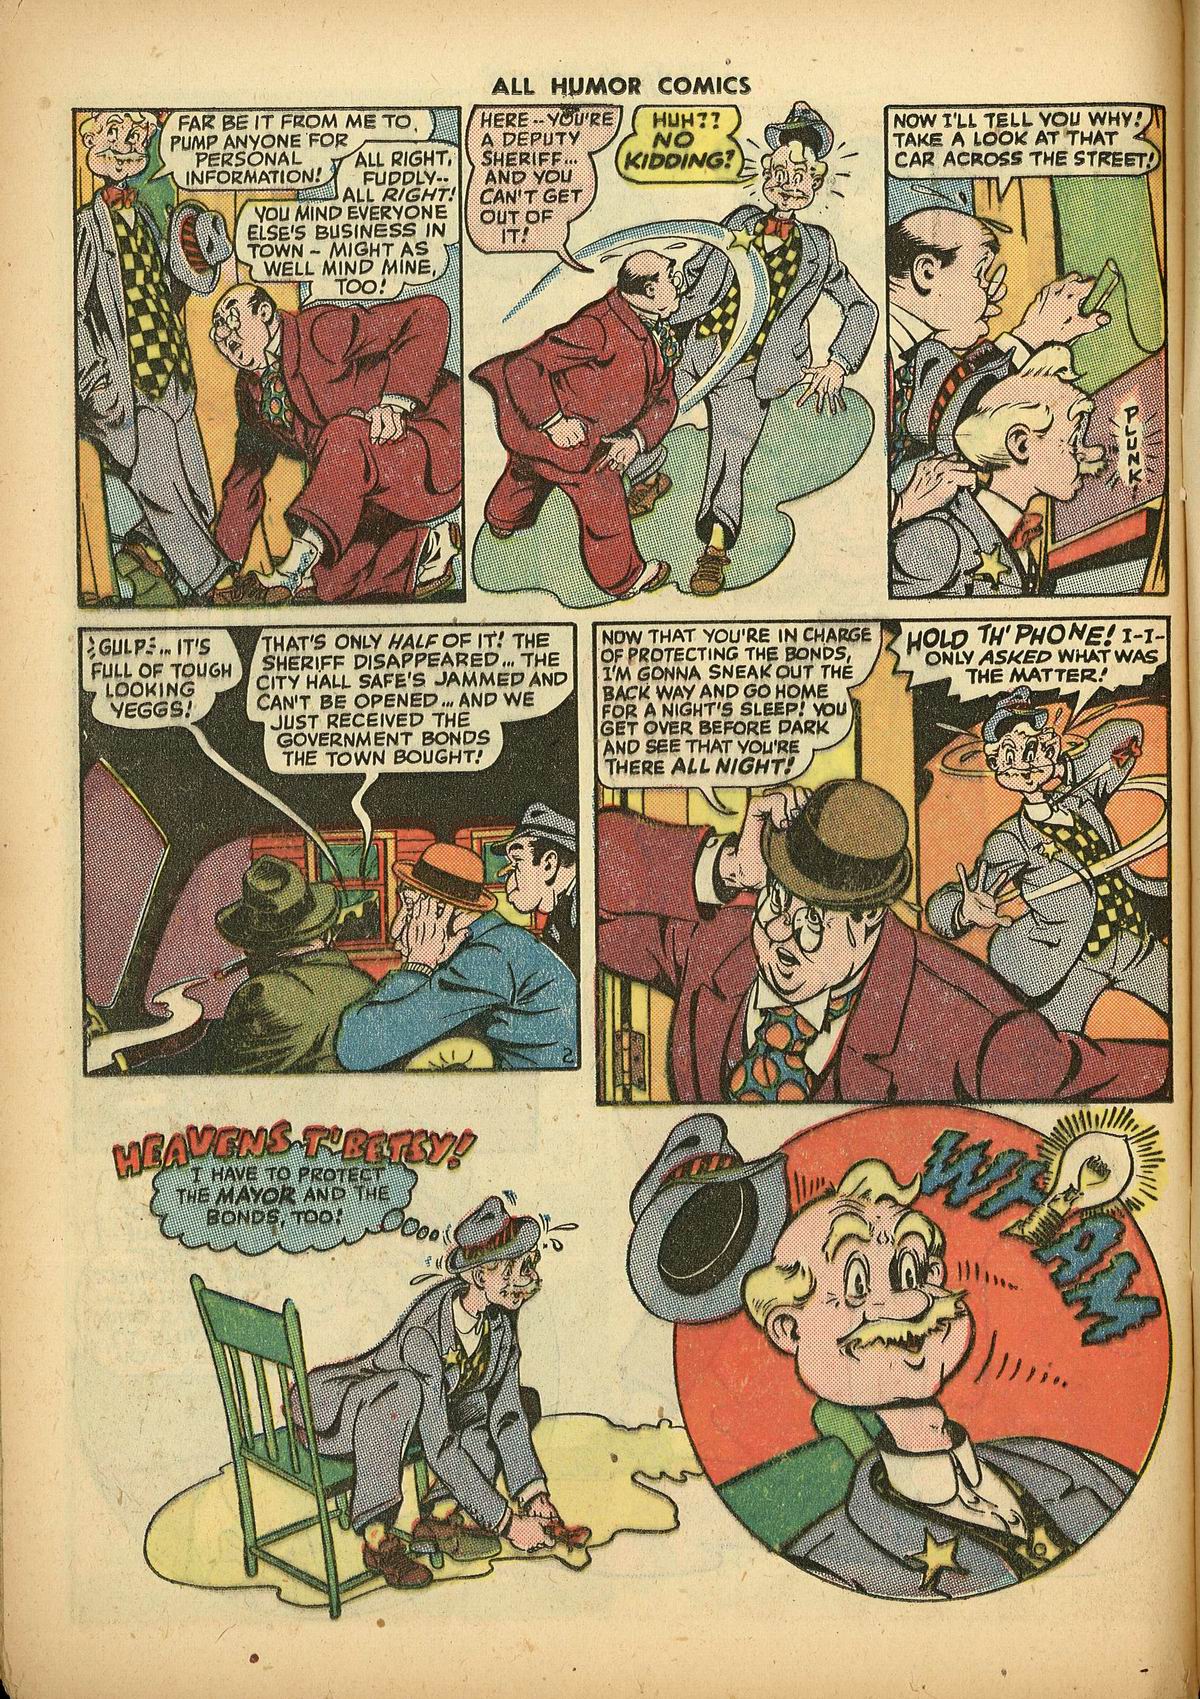 ALL HUMOR COMICS
FAR BE IT FROM ME TO
PUMP ANYONE FOR
PERSONAL
INFORMATION!
ALL RIGHT,
FUDDLY--
ALL RIGHT!
YOU MIND EVERYONE
ELSE'S BUSINESS IN
TOWN - MIGHT AS
WELL MIND MINE,
TOO!
HERE--YOU'RE
A DEPUTY
SHERIFF...
AND YOU
CAN'T GET
OUT OF
IT!
HUH??
NO
KIDDING?
NOW I'LL TELL YOU WHY!
TAKE A LOOK AT THAT
CAR ACROSS THE STREET!
PLUNK
GULP... IT'S
FULL OF TOUGH
LOOKING
YEGGS!
THAT'S ONLY HALF OF IT! THE
SHERIFF DISAPPEARED... THE
CITY HALL SAFE'S JAMMED AND
CAN'T BE OPENED... AND WE
JUST RECEIVED THE
GOVERNMENT BONDS
THE TOWN BOUGHT!
2
NOW THAT YOU'RE IN CHARGE
OF PROTECTING THE BONDS,
I'M GONNA SNEAK OUT THE
BACK WAY AND GO HOME
FOR A NIGHT'S SLEEP! YOU
GET OVER BEFORE DARK
AND SEE THAT YOU'RE
THERE ALL NIGHT!
HOLD TH' PHONE! I-I-
ONLY ASKED WHAT WAS
THE MATTER!
HEAVENS T'BETSY!
I HAVE TO PROTECT
THE MAYOR AND THE
BONDS, TOO!
WHAM